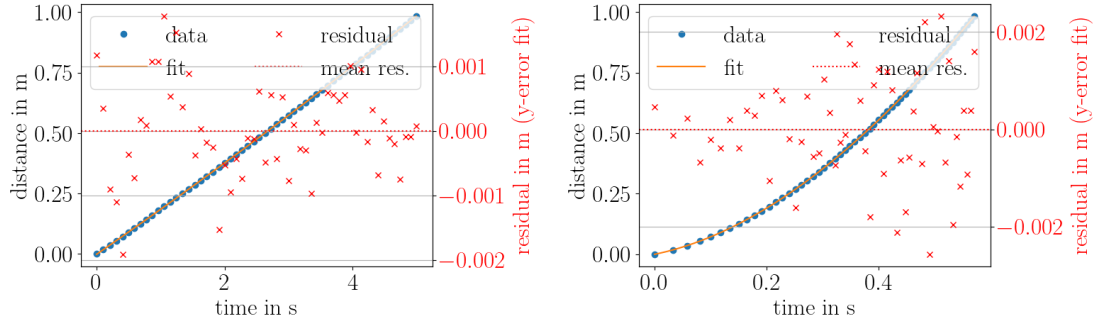 1.00
0.75
0.50
0.25
0.00
distance in m
data
residual
fit
mean res.
0.001
0.000
−0.001
−0.002
residual in m (y-error fit)
0
2
4
time in s
1.00
0.75
0.50
0.25
0.00
distance in m
data
residual
fit
mean res.
0.002
0.000
−0.002
residual in m (y-error fit)
0.0
0.2
0.4
time in s